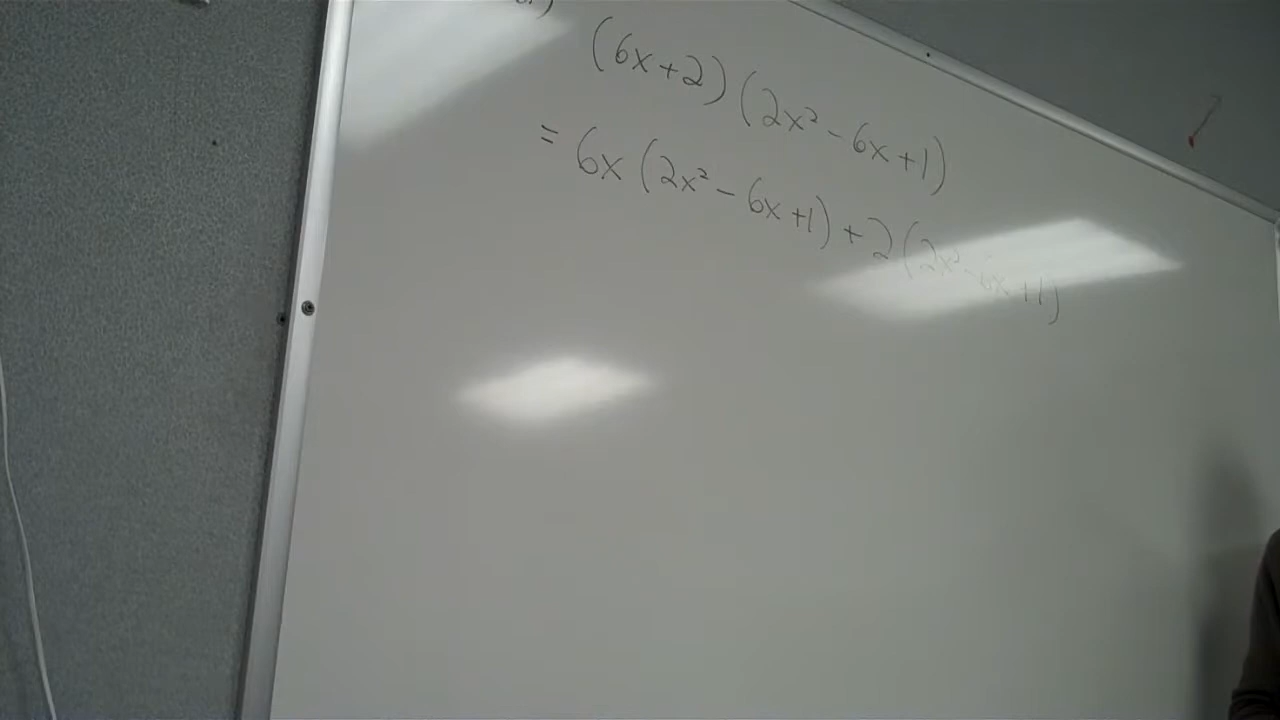 (6x+2)(2x² - 6x +1)
= 6x (2x² - 6x +1) + 2 (2x² - 6x +1)